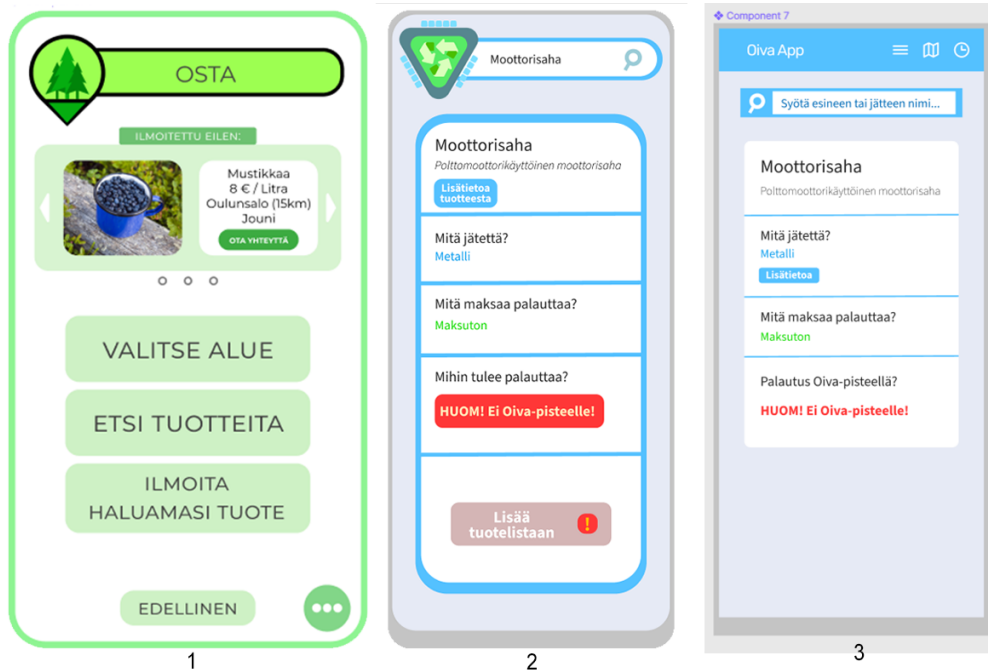 OSTA
ILMOITETTU EILEN:
Mustikkaa
8 € / Litra
Oulunsalo (15km)
Jouni
OTA YHTEYTTÄ
VALITSE ALUE
ETSI TUOTTEITA
ILMOITA
HALUAMASI TUOTE
EDELLINEN
1
Moottorisaha
Moottorisaha
Polttomoottorikäyttöinen moottorisaha
Lisätietoa
tuotteesta
Mitä jätettä?
Metalli
Mitä maksaa palauttaa?
Maksuton
Mihin tulee palauttaa?
HUOM! Ei Oiva-pisteelle!
Lisää
tuotelistaan
!
2
Component 7
Oiva App
Syötä esineen tai jätteen nimi...
Moottorisaha
Polttomoottorikäyttöinen moottorisaha
Mitä jätettä?
Metalli
Lisätietoa
Mitä maksaa palauttaa?
Maksuton
Palautus Oiva-pisteellä?
HUOM! Ei Oiva-pisteelle!
3